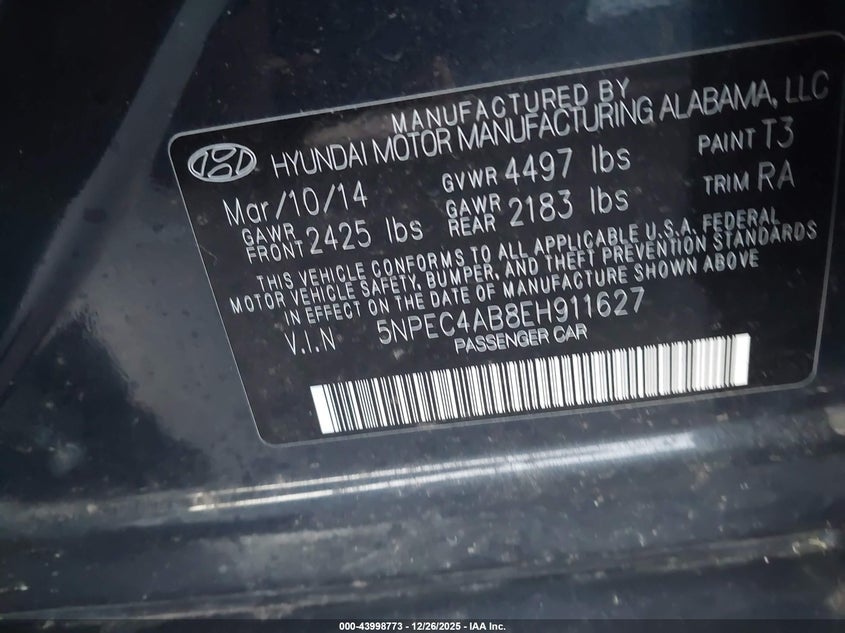 MANUFACTURED BY
HYUNDAI MOTOR MANUFACTURING ALABAMA, LLC
Mar/10/14 GVWR 4497 lbs PAINT T3
GAWR FRONT 2425 lbs GAWR REAR 2183 lbs TRIM RA
THIS VEHICLE CONFORMS TO ALL APPLICABLE U.S.A. FEDERAL
MOTOR VEHICLE SAFETY, BUMPER, AND THEFT PREVENTION STANDARDS
IN EFFECT ON THE DATE OF MANUFACTURE SHOWN ABOVE
V.I.N 5NPEC4AB8EH911627
PASSENGER CAR
000-43998773 - 12/26/2025 - IAA Inc.